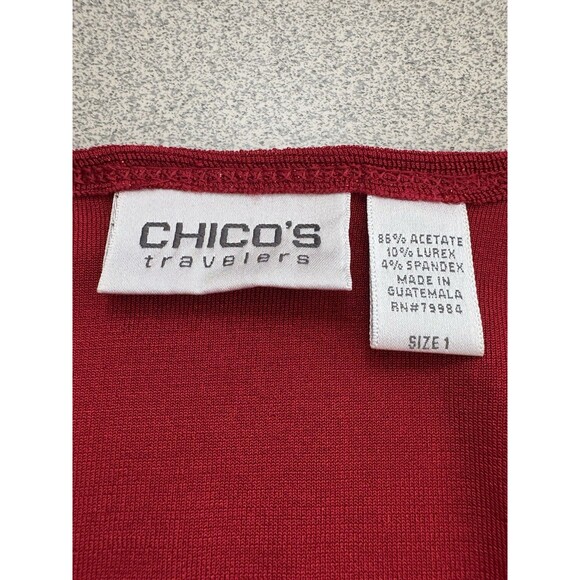 CHICO'S
travelers
86% ACETATE
10% LUREX
4% SPANDEX
MADE IN
GUATEMALA
RN#79984
SIZE 1